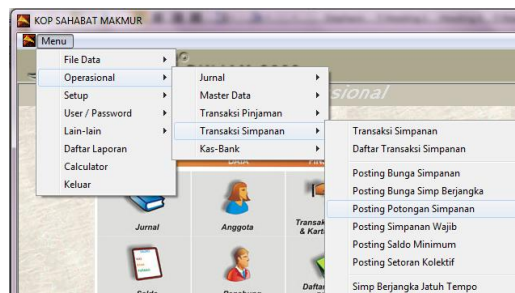 KOP SAHABAT MAKMUR
Menu
File Data
Operasional
Setup
User / Password
Lain-lain
Daftar Laporan
Calculator
Keluar
Jurnal
Master Data
Transaksi Pinjaman
Transaksi Simpanan
Kas-Bank
Transaksi Simpanan
Daftar Transaksi Simpanan
Posting Bunga Simpanan
Posting Bunga Simp Berjangka
Posting Potongan Simpanan
Posting Simpanan Wajib
Posting Saldo Minimum
Posting Setoran Kolektif
Simp Berjangka Jatuh Tempo
sional
DATA
Jurnal
Anggota
Transak
& Kart
Daftar